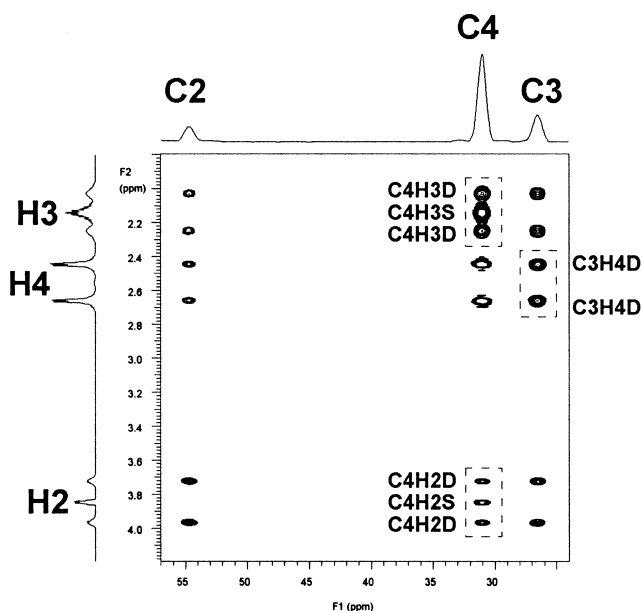 C4
C2
C3
F2
(ppm)
C4H3D
H3
C4H3S
2.2
C4H3D
2.4
C3H4D
H4
2.6
C3H4D
2.8
3.0
3.2
3.4
3.6
C4H2D
3.8
C4H2S
H2
C4H2D
4.0
55 50 45 40 35 30
F1 (ppm)